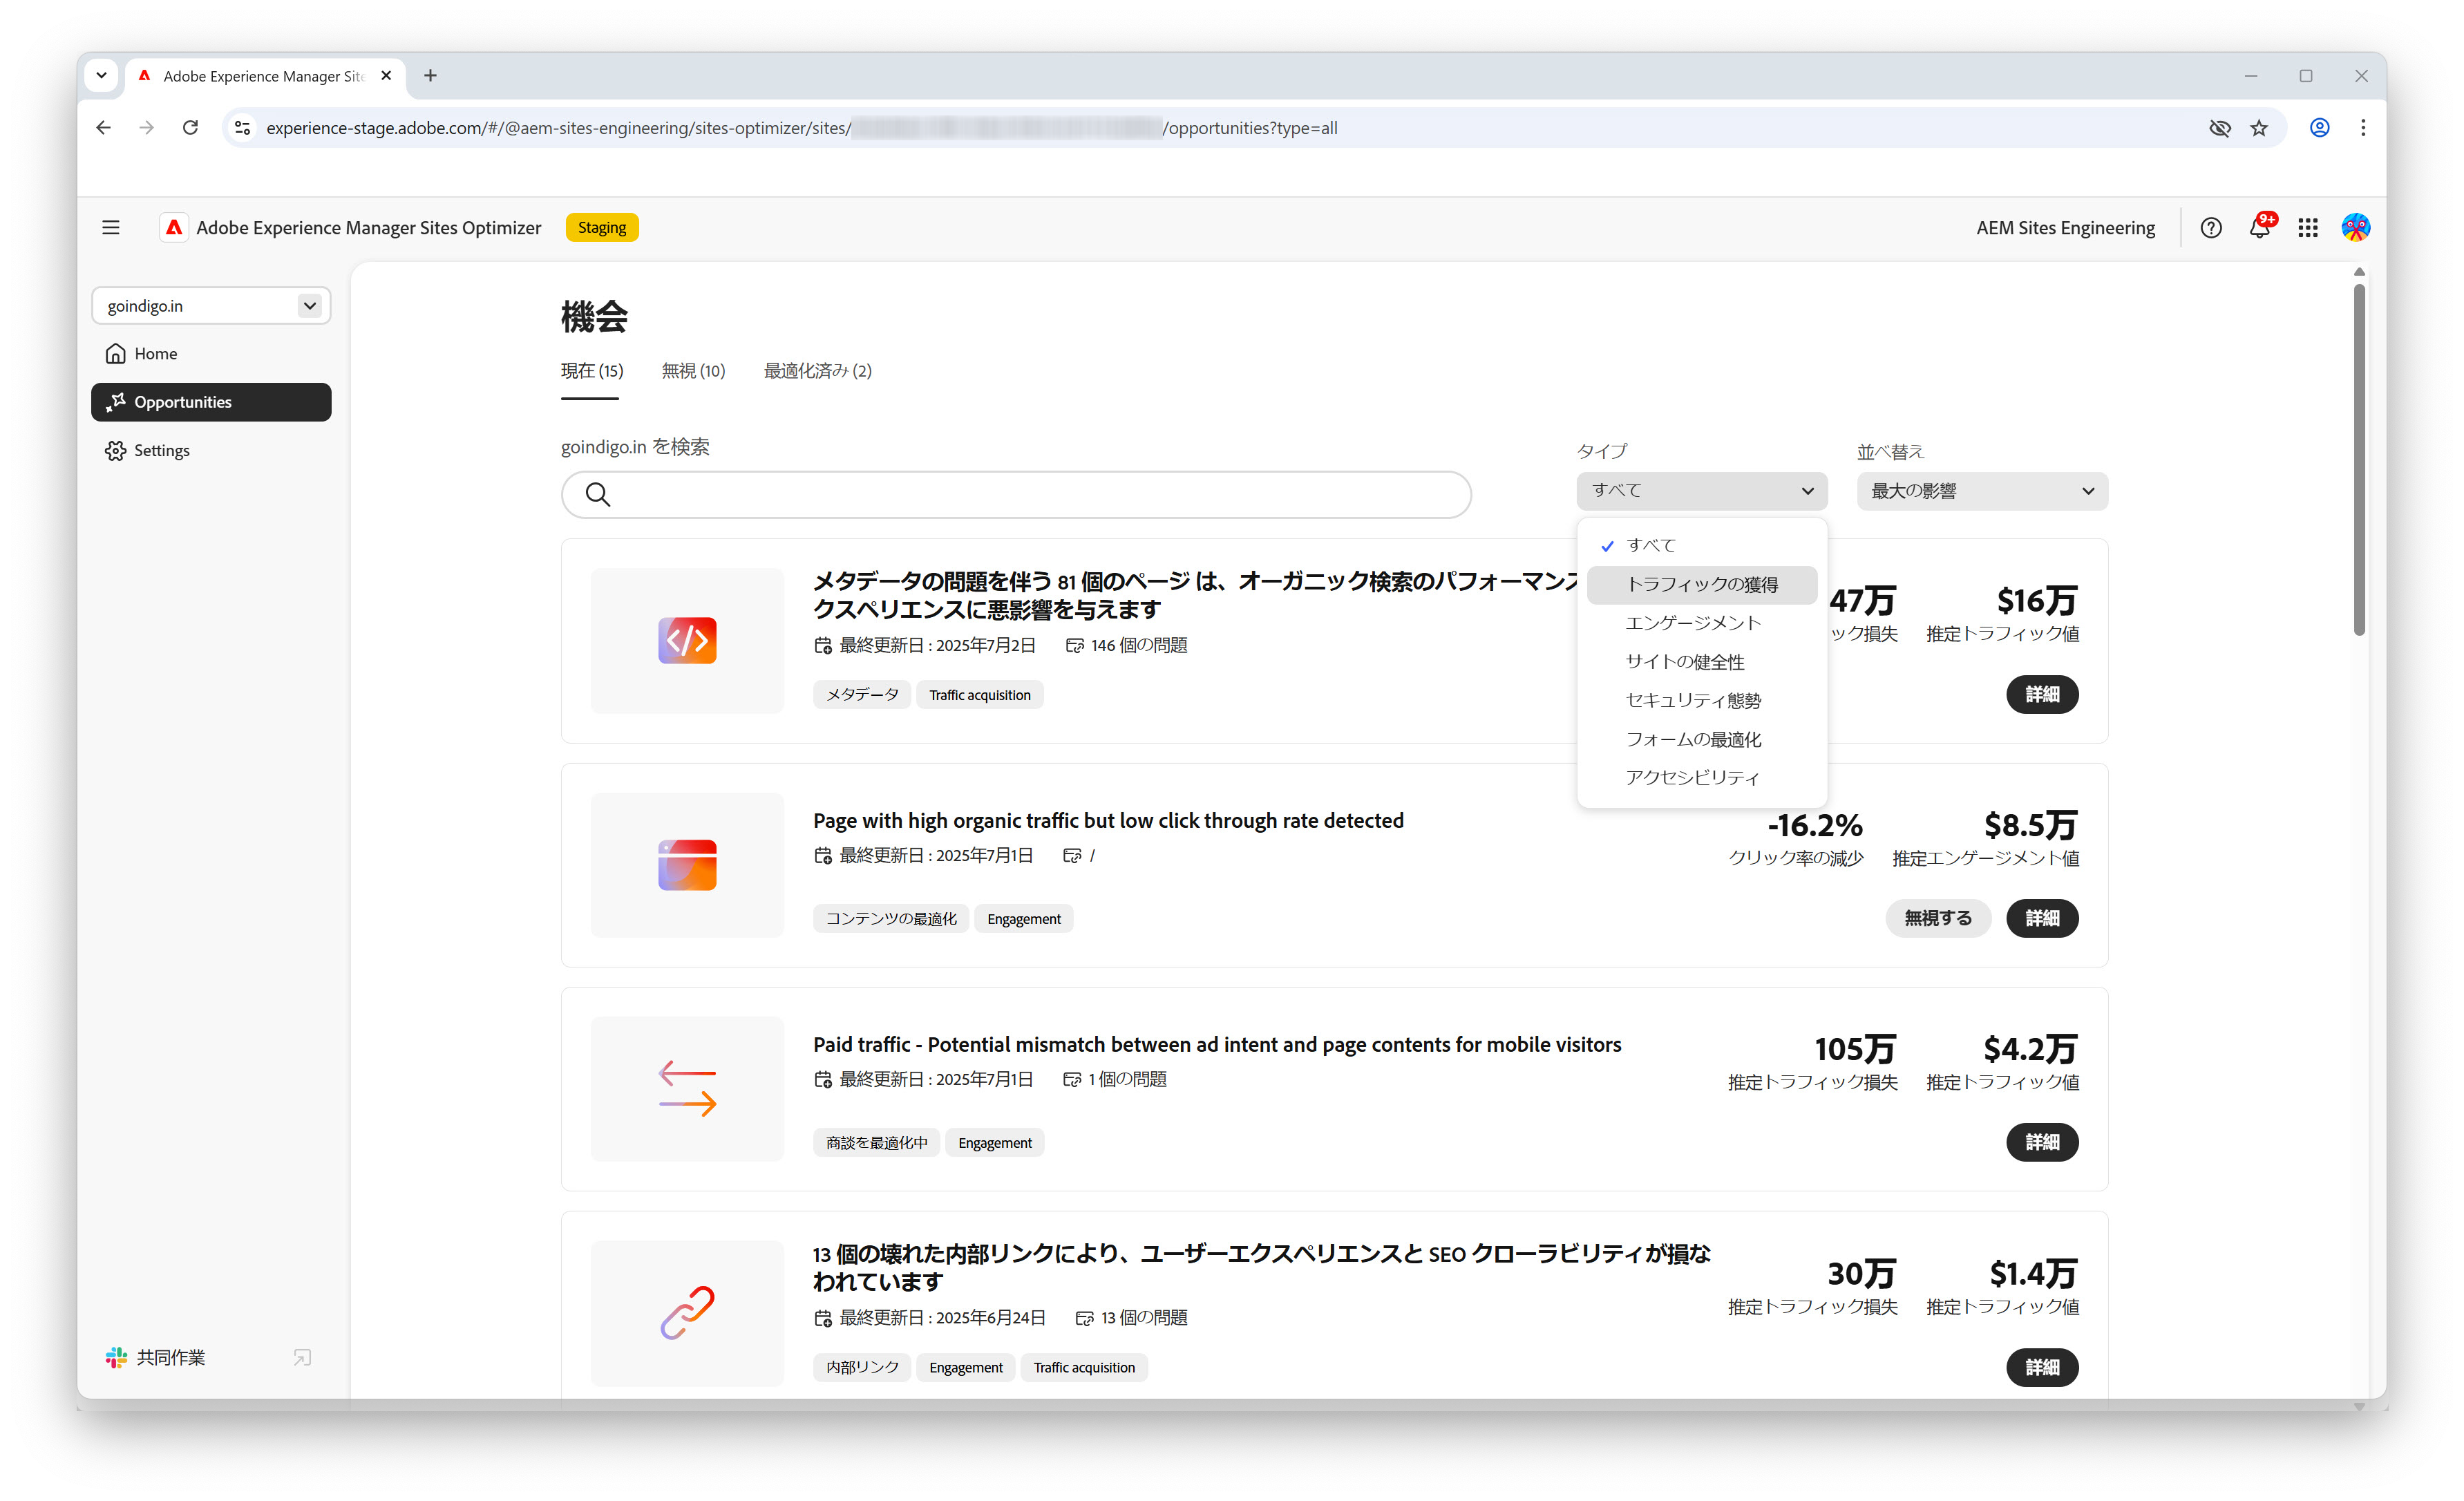 Adobe Experience Manager Site
experience-stage.adobe.com/#/@aem-sites-engineering/sites-optimizer/sites/
/opportunities?type=all
Adobe Experience Manager Sites Optimizer
Staging
AEM Sites Engineering
9+
goindigo.in
Home
Opportunities
Settings
共同作業
機会
現在 (15)
無視 (10)
最適化済み (2)
goindigo.in を検索
タイプ
すべて
並べ替え
最大の影響
すべて
トラフィックの獲得
エンゲージメント
サイトの健全性
セキュリティ態勢
フォームの最適化
アクセシビリティ
メタデータの問題を伴う 81 個のページ は、オーガニック検索のパフォーマンス
クスペリエンスに悪影響を与えます
最終更新日 : 2025年7月2日
146 個の問題
メタデータ
Traffic acquisition
47万
ック損失
$16万
推定トラフィック値
詳細
Page with high organic traffic but low click through rate detected
最終更新日 : 2025年7月1日
/
コンテンツの最適化
Engagement
-16.2%
クリック率の減少
$8.5万
推定エンゲージメント値
無視する
詳細
Paid traffic - Potential mismatch between ad intent and page contents for mobile visitors
最終更新日 : 2025年7月1日
1 個の問題
商談を最適化中
Engagement
105万
推定トラフィック損失
$4.2万
推定トラフィック値
詳細
13 個の壊れた内部リンクにより、ユーザーエクスペリエンスと SEO クローラビリティが損な
われています
最終更新日 : 2025年6月24日
13 個の問題
内部リンク
Engagement
Traffic acquisition
30万
推定トラフィック損失
$1.4万
推定トラフィック値
詳細